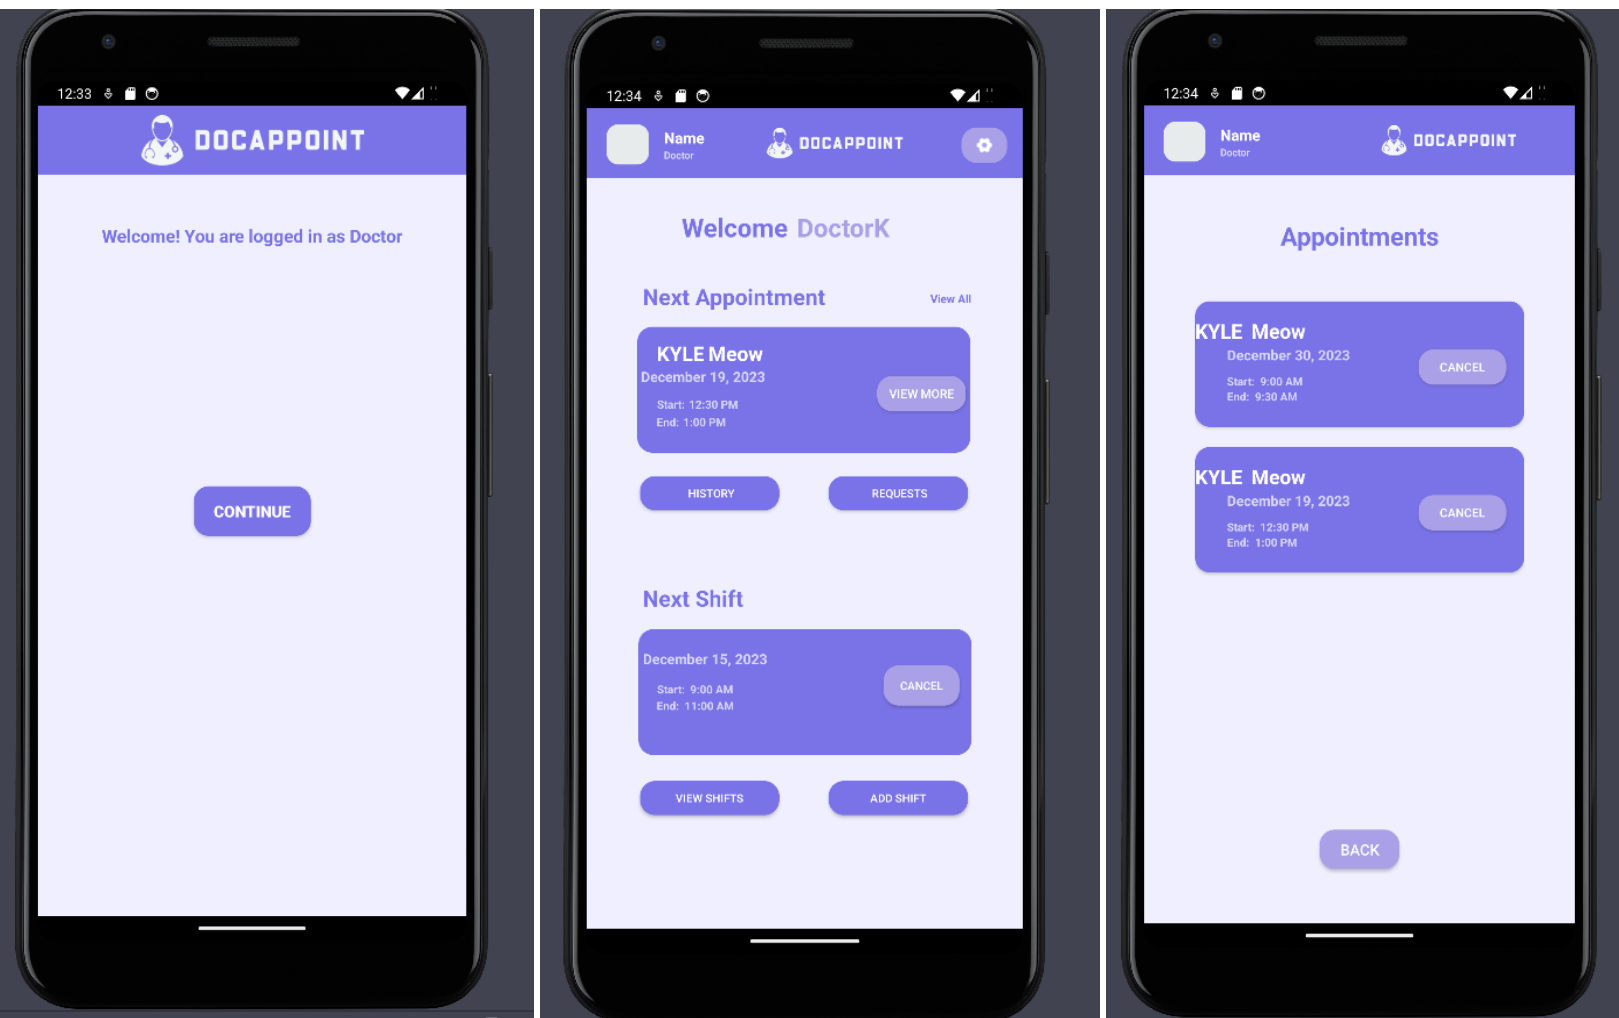 12:33
DOCAPPOINT
Welcome! You are logged in as Doctor
CONTINUE
12:34
Name
Doctor
DOCAPPOINT
Welcome DoctorK
Next Appointment
View All
KYLE Meow
December 19, 2023
Start: 12:30 PM
End: 1:00 PM
VIEW MORE
HISTORY
REQUESTS
Next Shift
December 15, 2023
Start: 9:00 AM
End: 11:00 AM
CANCEL
VIEW SHIFTS
ADD SHIFT
12:34
Name
Doctor
DOCAPPOINT
Appointments
KYLE Meow
December 30, 2023
Start: 9:00 AM
End: 9:30 AM
CANCEL
KYLE Meow
December 19, 2023
Start: 12:30 PM
End: 1:00 PM
CANCEL
BACK